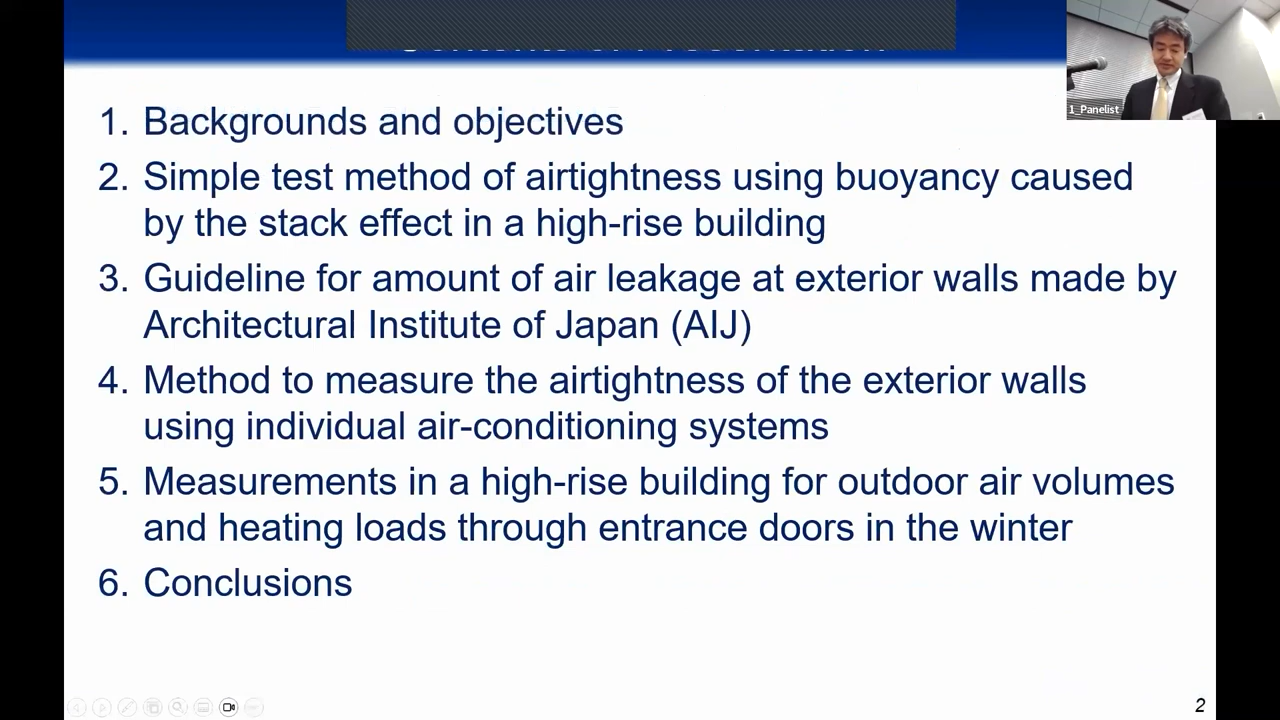 1_Panelist
1. Backgrounds and objectives
2. Simple test method of airtightness using buoyancy caused
by the stack effect in a high-rise building
3. Guideline for amount of air leakage at exterior walls made by
Architectural Institute of Japan (AIJ)
4. Method to measure the airtightness of the exterior walls
using individual air-conditioning systems
5. Measurements in a high-rise building for outdoor air volumes
and heating loads through entrance doors in the winter
6. Conclusions
2